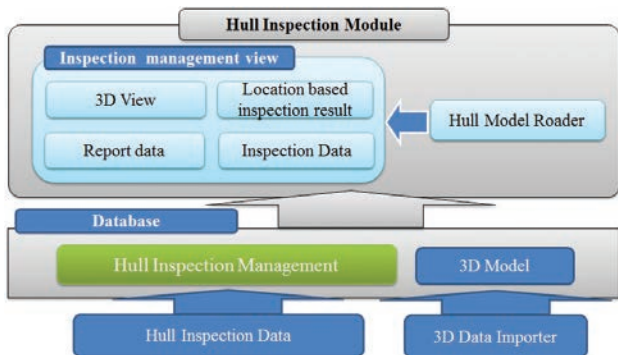 Hull Inspection Module
Inspection management view
3D View
Location based
inspection result
Report data
Inspection Data
Hull Model Roader
Database
Hull Inspection Management
3D Model
Hull Inspection Data
3D Data Importer